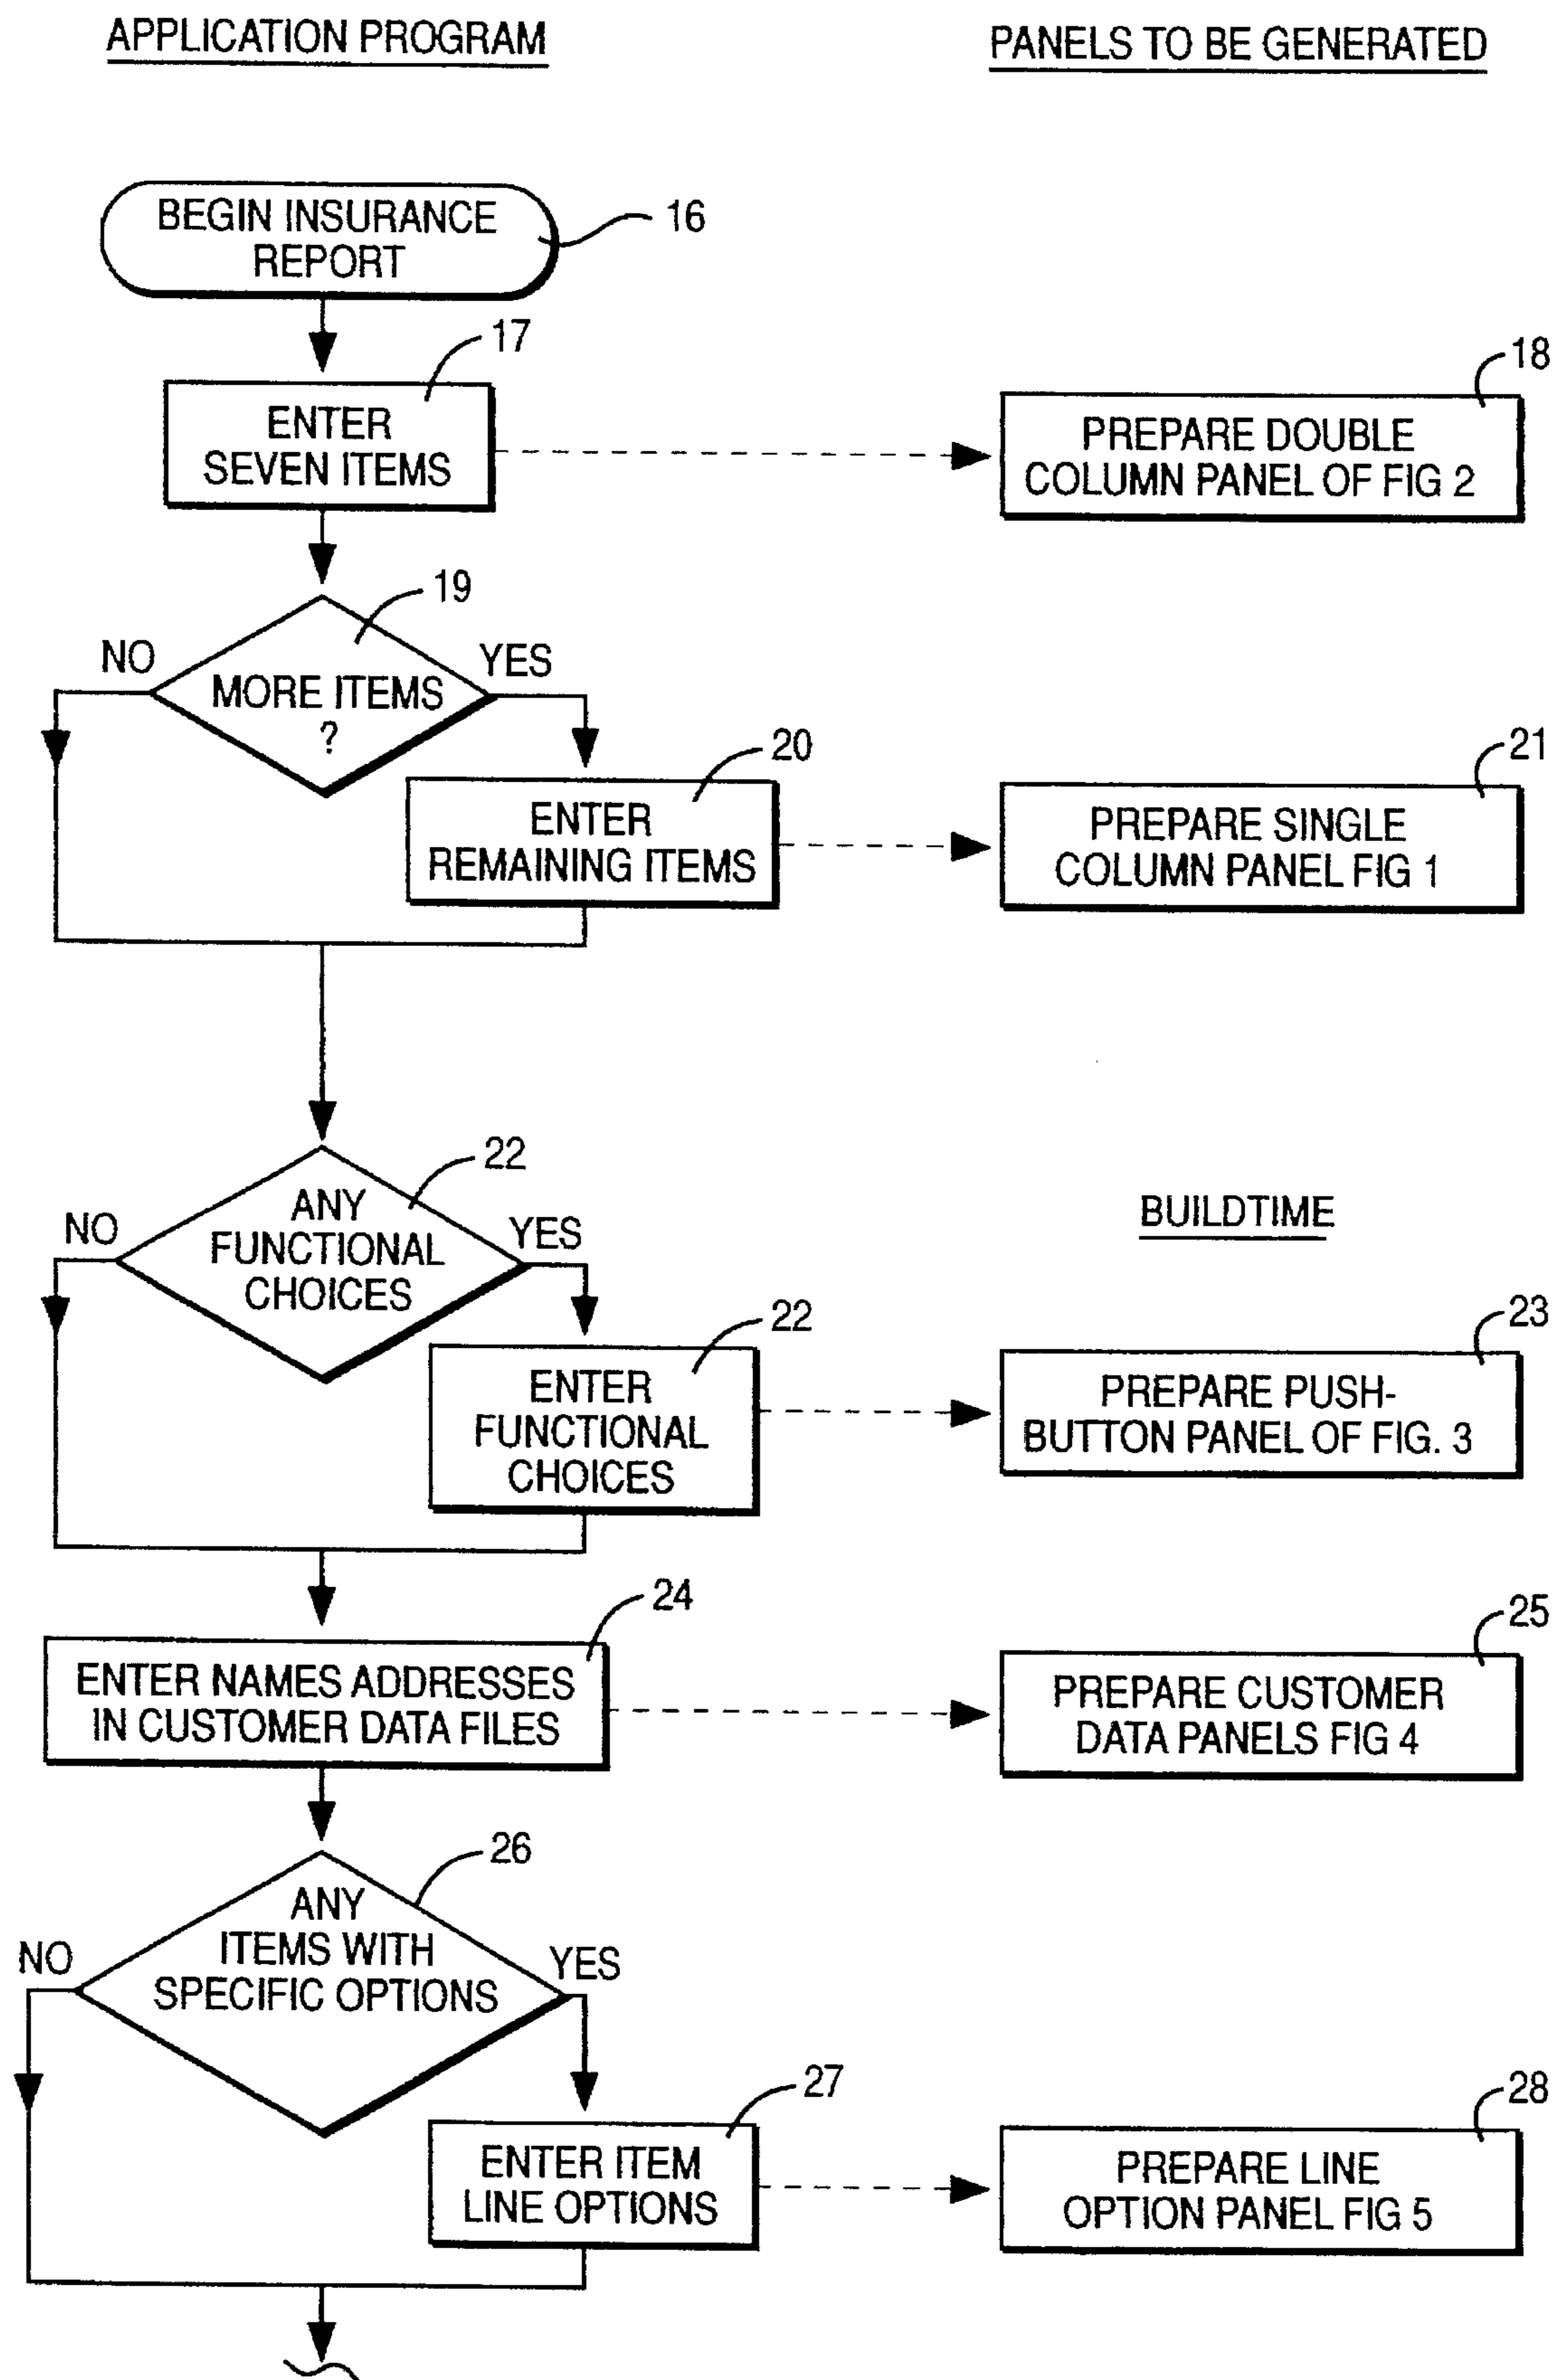 APPLICATION PROGRAM
PANELS TO BE GENERATED
BEGIN INSURANCE
REPORT
16
17
ENTER
SEVEN ITEMS
18
PREPARE DOUBLE
COLUMN PANEL OF FIG 2
19
NO
YES
MORE ITEMS
?
20
ENTER
REMAINING ITEMS
21
PREPARE SINGLE
COLUMN PANEL FIG 1
22
NO
YES
ANY
FUNCTIONAL
CHOICES
BUILDTIME
22
ENTER
FUNCTIONAL
CHOICES
23
PREPARE PUSH-
BUTTON PANEL OF FIG. 3
24
ENTER NAMES ADDRESSES
IN CUSTOMER DATA FILES
25
PREPARE CUSTOMER
DATA PANELS FIG 4
26
NO
YES
ANY
ITEMS WITH
SPECIFIC OPTIONS
27
ENTER ITEM
LINE OPTIONS
28
PREPARE LINE
OPTION PANEL FIG 5